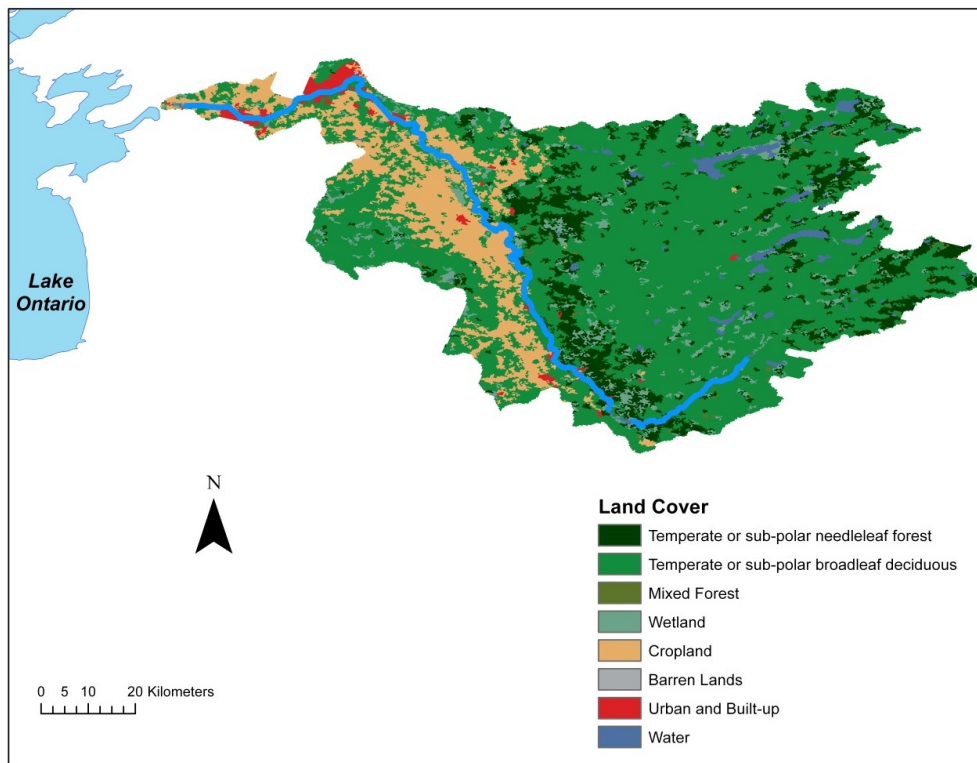 Lake
Ontario
N
Land Cover
Temperate or sub-polar needleleaf forest
Temperate or sub-polar broadleaf deciduous
Mixed Forest
Wetland
Cropland
Barren Lands
Urban and Built-up
Water
0 5 10 20 Kilometers